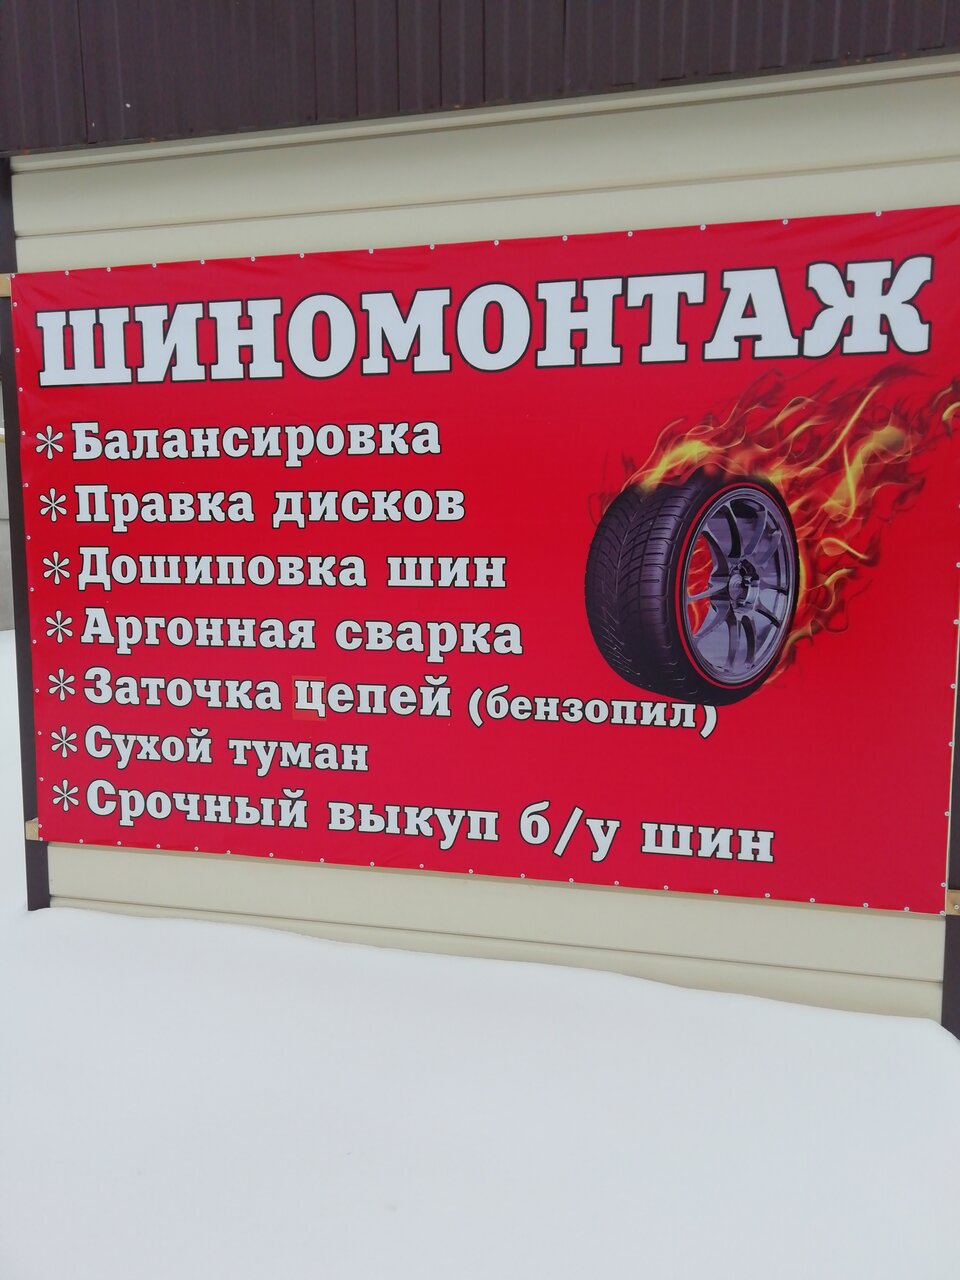 ШИНОМОНТАЖ
* Балансировка
* Правка дисков
* Дошиповка шин
* Аргонная сварка
* Заточка цепей (бензопил)
* Сухой туман
* Срочный выкуп б/у шин